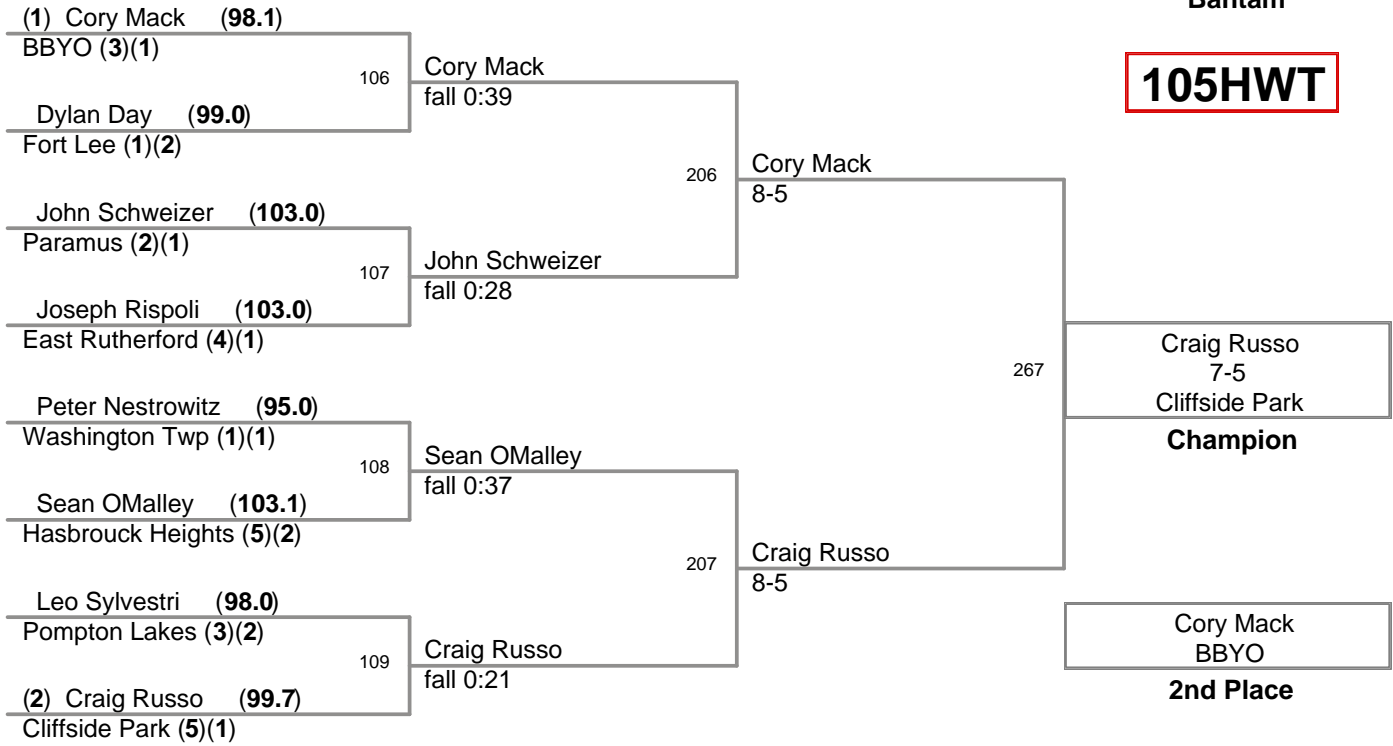 Bantam
105HWT
(1) Cory Mack (98.1)
BBYO (3)(1)
106
Dylan Day (99.0)
Fort Lee (1)(2)
John Schweizer (103.0)
Paramus (2)(1)
107
Joseph Rispoli (103.0)
East Rutherford (4)(1)
Peter Nestrowitz (95.0)
Washington Twp (1)(1)
108
Sean OMalley (103.1)
Hasbrouck Heights (5)(2)
Leo Sylvestri (98.0)
Pompton Lakes (3)(2)
109
(2) Craig Russo (99.7)
Cliffside Park (5)(1)
Cory Mack
fall 0:39
206
John Schweizer
fall 0:28
Sean OMalley
fall 0:37
207
Craig Russo
fall 0:21
Cory Mack
8-5
267
Craig Russo
8-5
Craig Russo
7-5
Cliffside Park
Champion
Cory Mack
BBYO
2nd Place